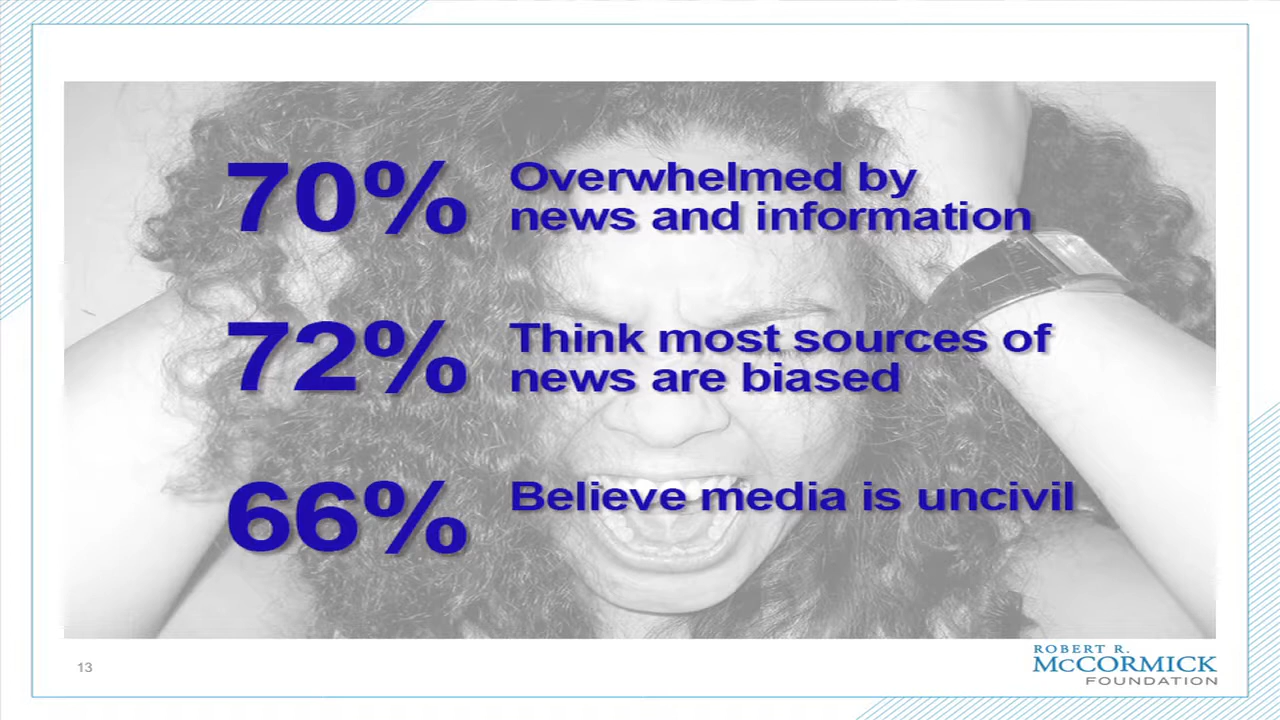 70%
Overwhelmed by
news and information
72%
Think most sources of
news are biased
66%
Believe media is uncivil
13
ROBERT R.
McCORMICK
FOUNDATION